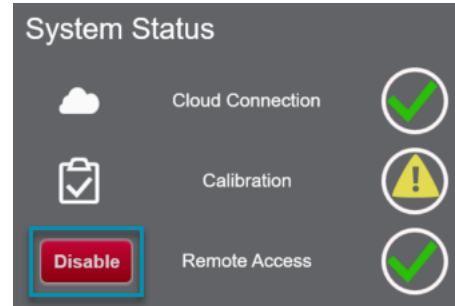 System Status
Cloud Connection
Calibration
Disable Remote Access